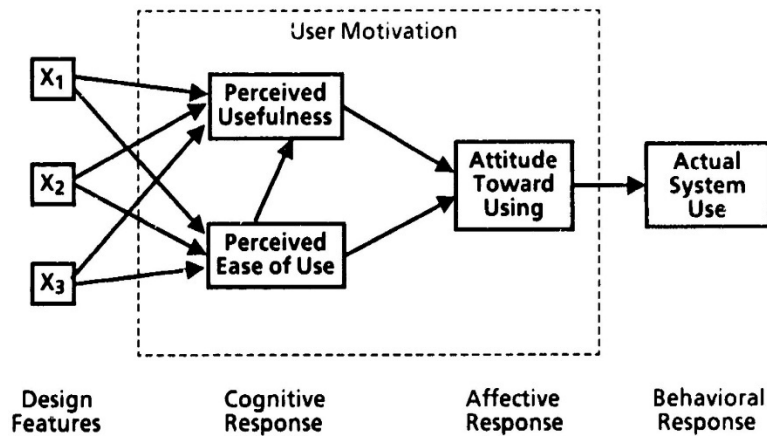 User Motivation
X1
X2
X3
Perceived
Usefulness
Perceived
Ease of Use
Attitude
Toward
Using
Actual
System
Use
Design
Features
Cognitive
Response
Affective
Response
Behavioral
Response